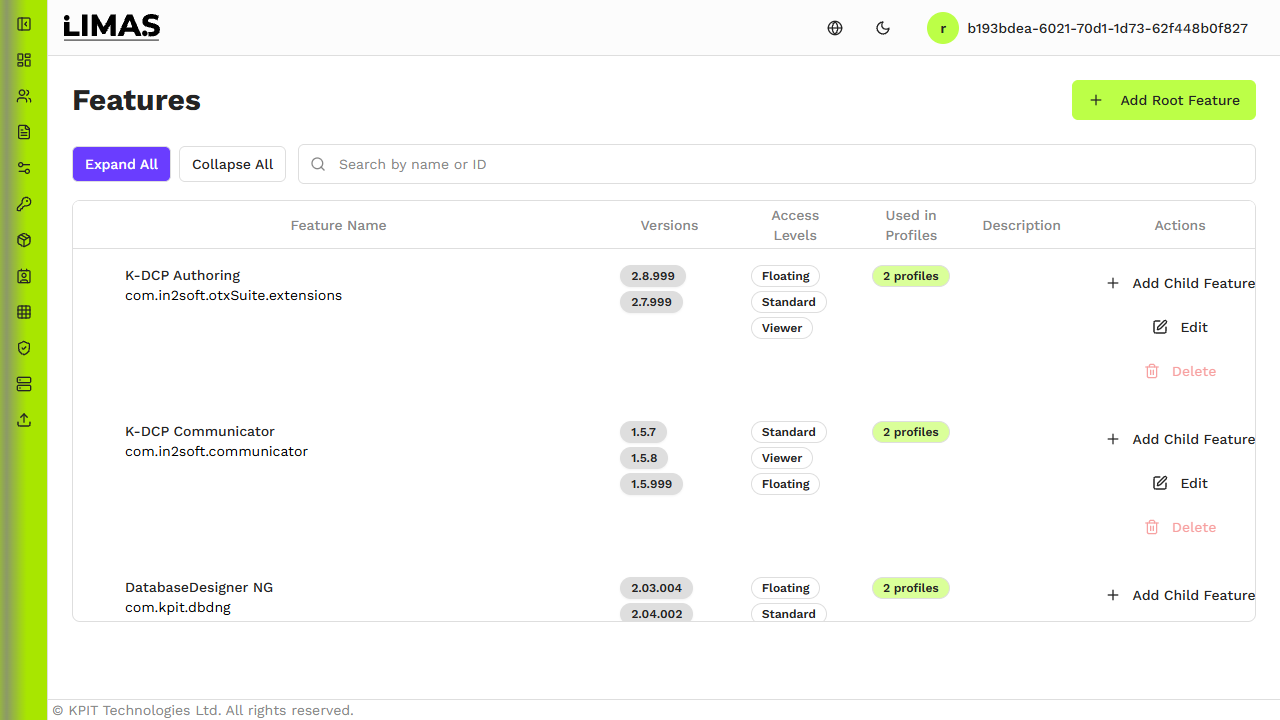 LIMAS
r
b193bdea-6021-70d1-1d73-62f448b0f827
Features
Add Root Feature
Expand All
Collapse All
Search by name or ID
Feature Name
Versions
Access
Levels
Used in
Profiles
Description
Actions
K-DCP Authoring
com.in2soft.otxSuite.extensions
2.8.999
2.7.999
Floating
Standard
Viewer
2 profiles
Add Child Feature
Edit
Delete
K-DCP Communicator
com.in2soft.communicator
1.5.7
1.5.8
1.5.999
Standard
Viewer
Floating
2 profiles
Add Child Feature
Edit
Delete
DatabaseDesigner NG
com.kpit.dbdng
2.03.004
2.04.002
Floating
Standard
2 profiles
Add Child Feature
© KPIT Technologies Ltd. All rights reserved.